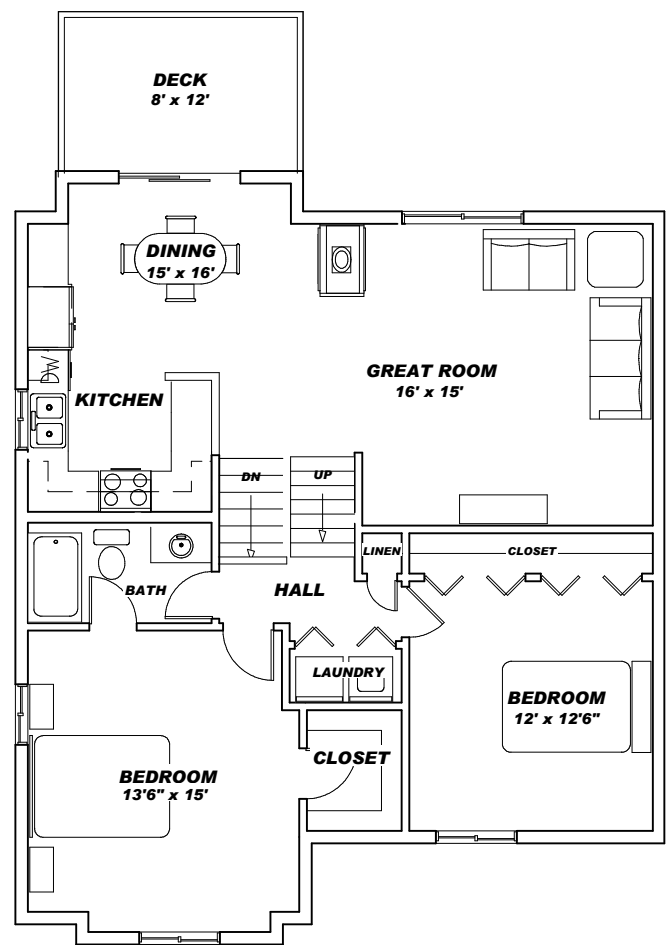 DECK
8' x 12'
DINING
15' x 16'
GREAT ROOM
16' x 15'
DW
KITCHEN
DN
UP
LINEN
CLOSET
BATH
HALL
LAUNDRY
BEDROOM
12' x 12'6"
CLOSET
BEDROOM
13'6" x 15'